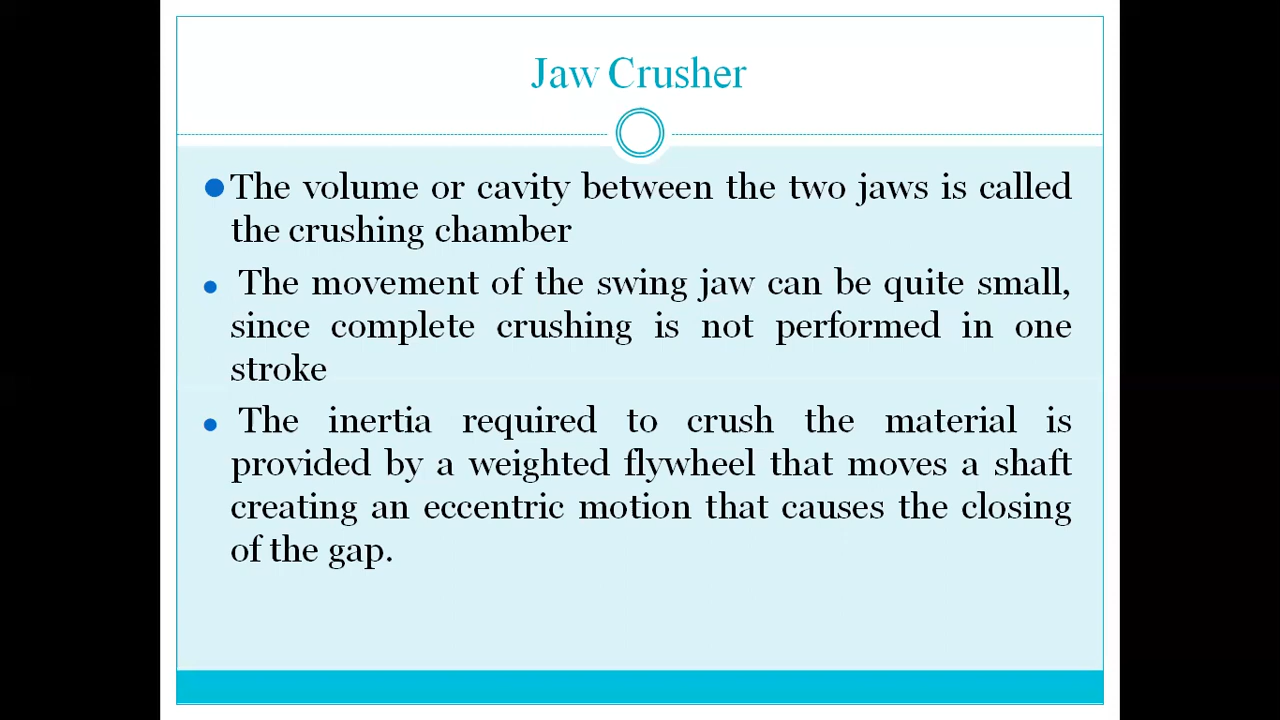 Jaw Crusher
The volume or cavity between the two jaws is called
the crushing chamber
The movement of the swing jaw can be quite small,
since complete crushing is not performed in one
stroke
The inertia required to crush the material is
provided by a weighted flywheel that moves a shaft
creating an eccentric motion that causes the closing
of the gap.